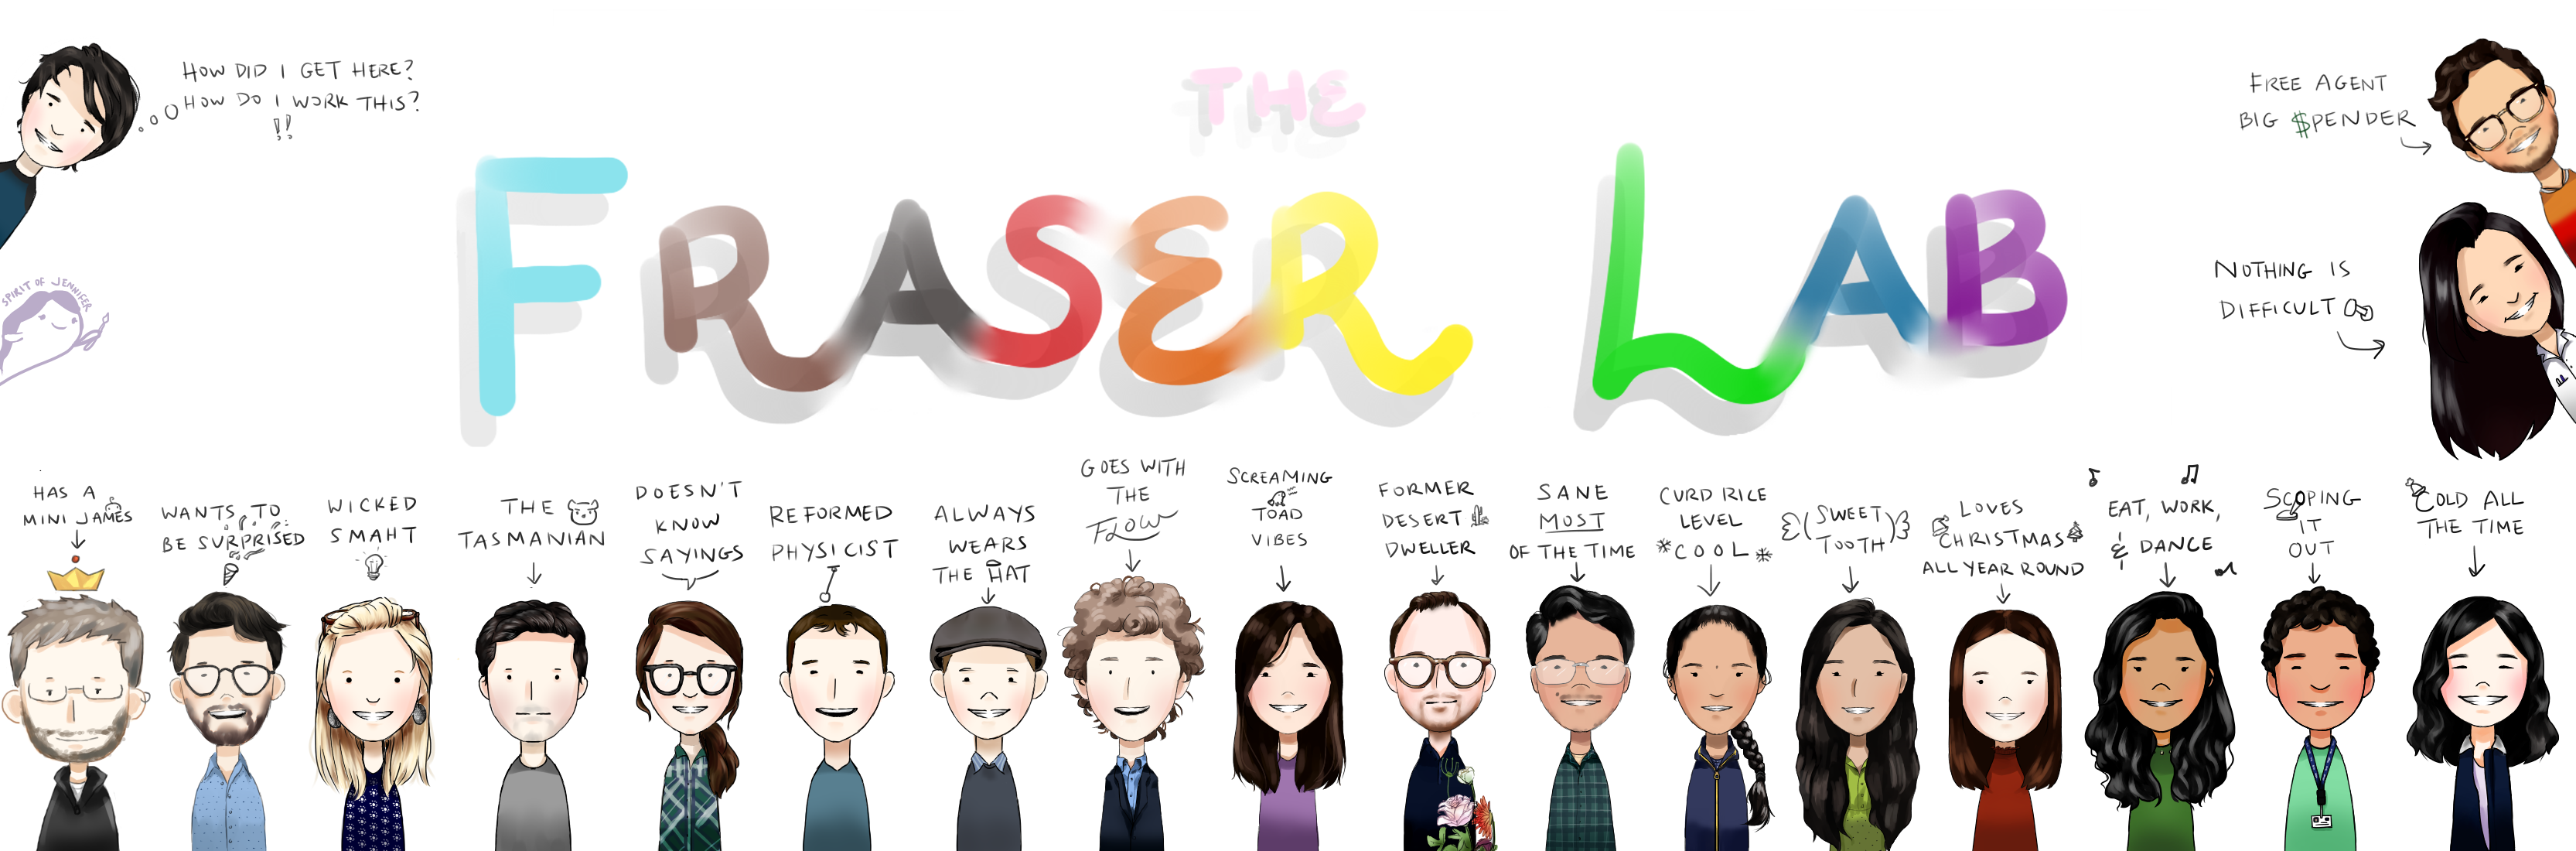 HOW DID I GET HERE?
HOW DO I WORK THIS?
!!
THE
FRASER LAB
FREE AGENT
BIG $PENDER
SPIRIT OF JENNIFER
NOTHING IS
DIFFICULT
HAS A
MINI JAMES
WANTS TO
BE SURPRISED
WICKED
SMAHT
THE
TASMANIAN
DOESN'T
KNOW
SAYINGS
REFORMED
PHYSICIST
ALWAYS
WEARS
THE HAT
GOES WITH
THE
FLOW
SCREAMING
TOAD
VIBES
FORMER
DESERT
DWELLER
SANE
MOST
OF THE TIME
CURD RICE
LEVEL
COOL
(SWEET
TOOTH)
LOVES
CHRISTMAS
ALL YEAR ROUND
EAT, WORK,
& DANCE
SCOPING
IT
OUT
COLD ALL
THE TIME